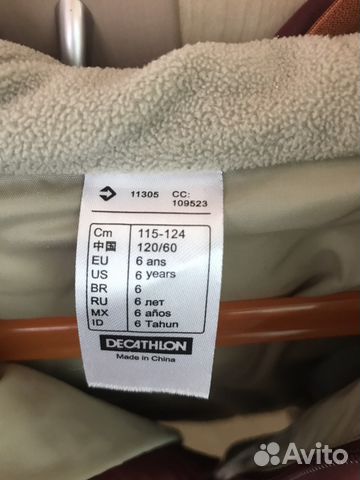 11305 CC: 109523
Cm 115-124
中国 120/60
EU 6 ans
US 6 years
BR 6
RU 6 лет
MX 6 años
ID 6 Tahun
DECATHLON
Made in China
Avito